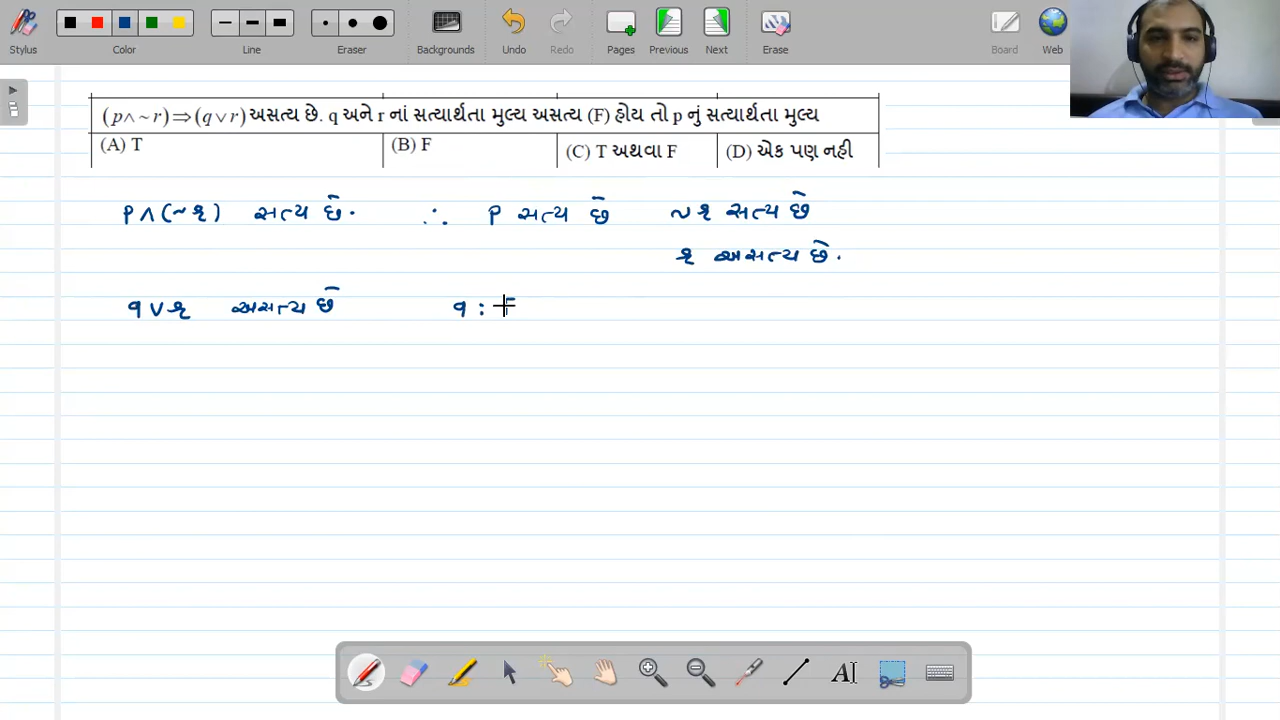 Stylus Color Line Eraser Backgrounds Undo Redo Pages Previous Next Erase Board Web
(p∧ ~ r)⇒(q∨r) અસત્ય છે. q અને r નાં સત્યાર્થતા મુલ્ય અસત્ય (F) હોય તો p નું સત્યાર્થતા મુલ્ય
(A) T (B) F (C) T અથવા F (D) એક પણ નહી
P∧(~r) સત્ય છે. ∴ P સત્ય છે ~r સત્ય છે
r અસત્ય છે.
q∨r અસત્ય છે q : F